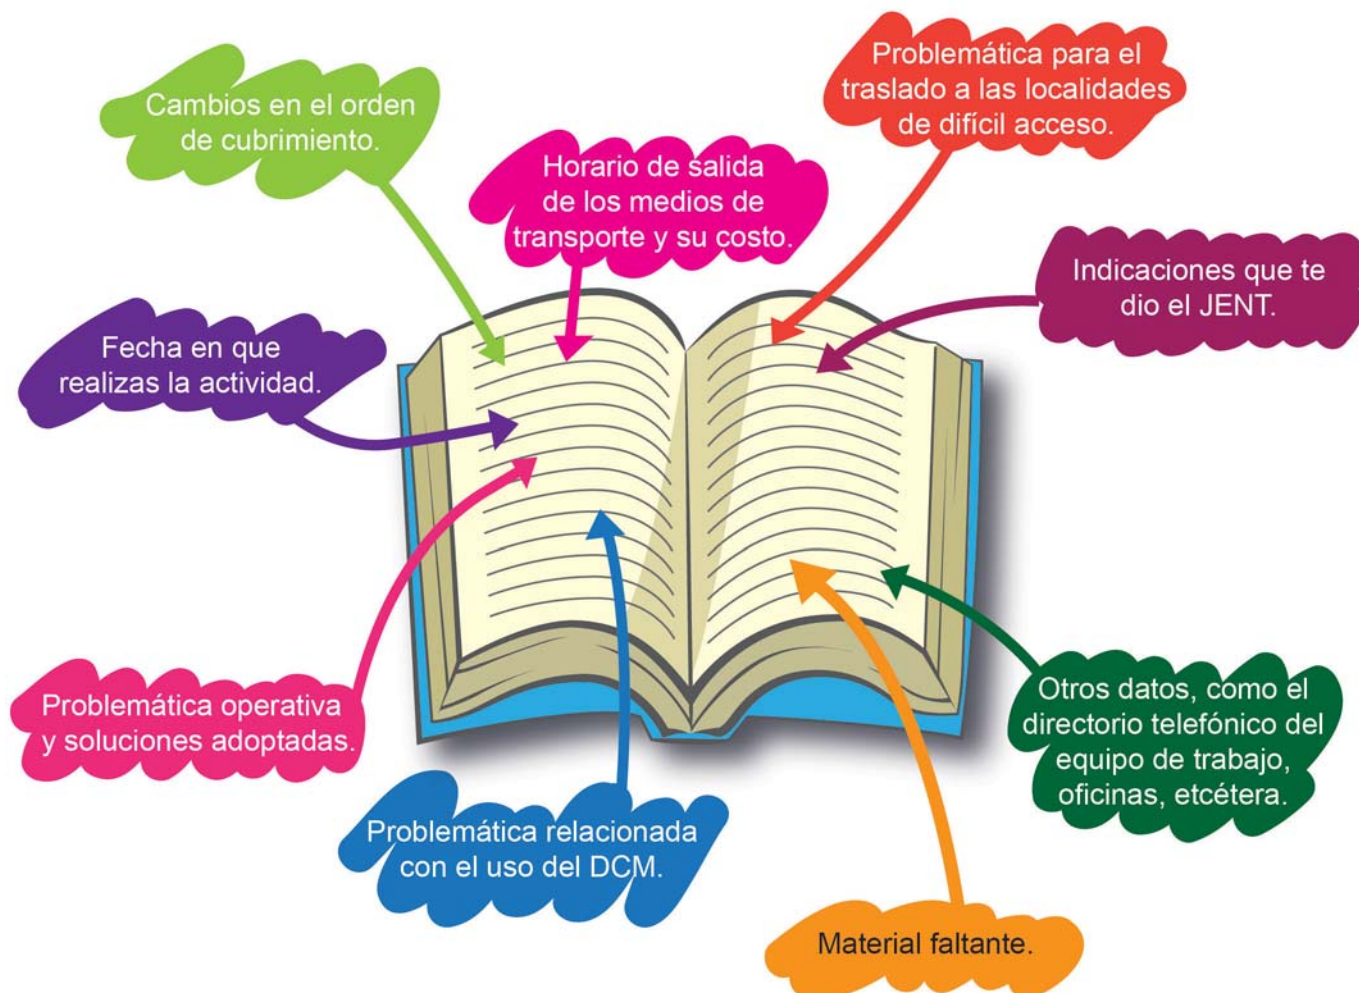 Cambios en el orden
de cubrimiento.
Horario de salida
de los medios de
transporte y su costo.
Problemática para el
traslado a las localidades
de difícil acceso.
Indicaciones que te
dio el JENT.
Fecha en que
realizas la actividad.
Problemática operativa
y soluciones adoptadas.
Problemática relacionada
con el uso del DCM.
Otros datos, como el
directorio telefónico del
equipo de trabajo,
oficinas, etcétera.
Material faltante.